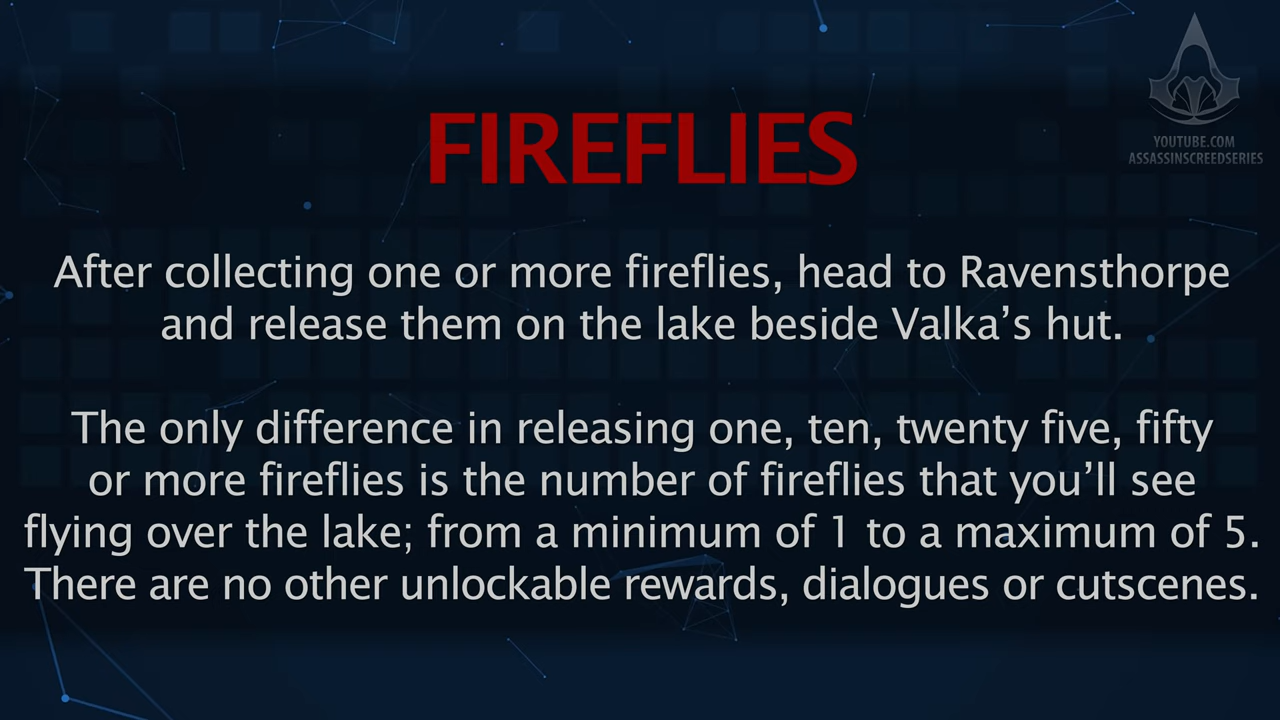 YOUTUBE.COM
ASSASSINSCREEDSERIES
FIREFLIES
After collecting one or more fireflies, head to Ravensthorpe
and release them on the lake beside Valka’s hut.
The only difference in releasing one, ten, twenty five, fifty
or more fireflies is the number of fireflies that you’ll see
flying over the lake; from a minimum of 1 to a maximum of 5.
There are no other unlockable rewards, dialogues or cutscenes.